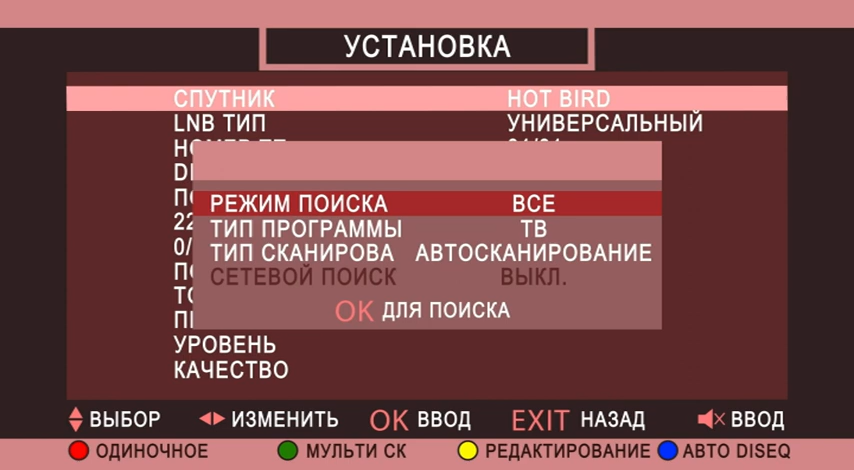 УСТАНОВКА
СПУТНИК HOT BIRD
LNB ТИП УНИВЕРСАЛЬНЫЙ
РЕЖИМ ПОИСКА ВСЕ
ТИП ПРОГРАММЫ ТВ
ТИП СКАНИРОВА АВТОСКАНИРОВАНИЕ
СЕТЕВОЙ ПОИСК ВЫКЛ.
OK ДЛЯ ПОИСКА
УРОВЕНЬ
КАЧЕСТВО
ВЫБОР ИЗМЕНИТЬ OK ВВОД EXIT НАЗАД ВВОД
ОДИНОЧНОЕ МУЛЬТИ СК РЕДАКТИРОВАНИЕ АВТО DISEQ